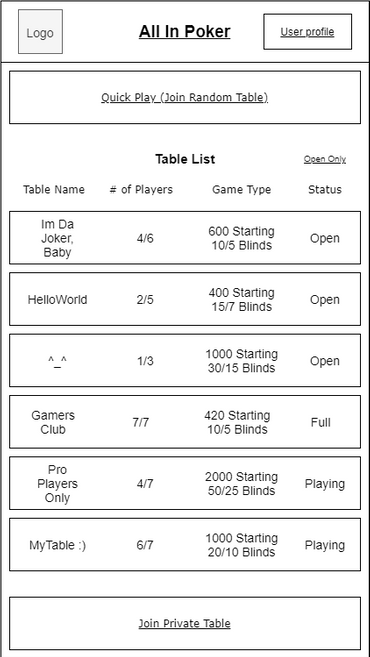 Logo
All In Poker
User profile
Quick Play (Join Random Table)
Table List
Open Only
Table Name # of Players Game Type Status
Im Da
Joker,
Baby
4/6
600 Starting
10/5 Blinds
Open
HelloWorld
2/5
400 Starting
15/7 Blinds
Open
^_^
1/3
1000 Starting
30/15 Blinds
Open
Gamers
Club
7/7
420 Starting
10/5 Blinds
Full
Pro
Players
Only
4/7
2000 Starting
50/25 Blinds
Playing
MyTable :)
6/7
1000 Starting
20/10 Blinds
Playing
Join Private Table